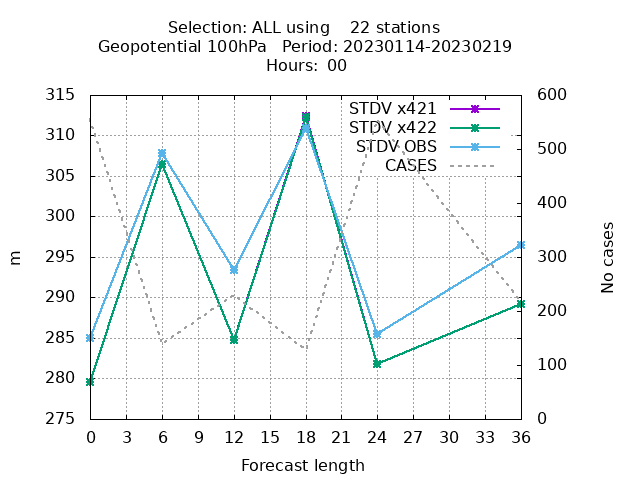 Selection: ALL using    22 stations
Geopotential 100hPa   Period: 20230114-20230219
Hours: 00
315
310
305
300
295
290
285
280
275
m
600
500
400
300
200
100
0
No cases
STDV x421
STDV x422
STDV OBS
CASES
0 3 6 9 12 15 18 21 24 27 30 33 36
Forecast length